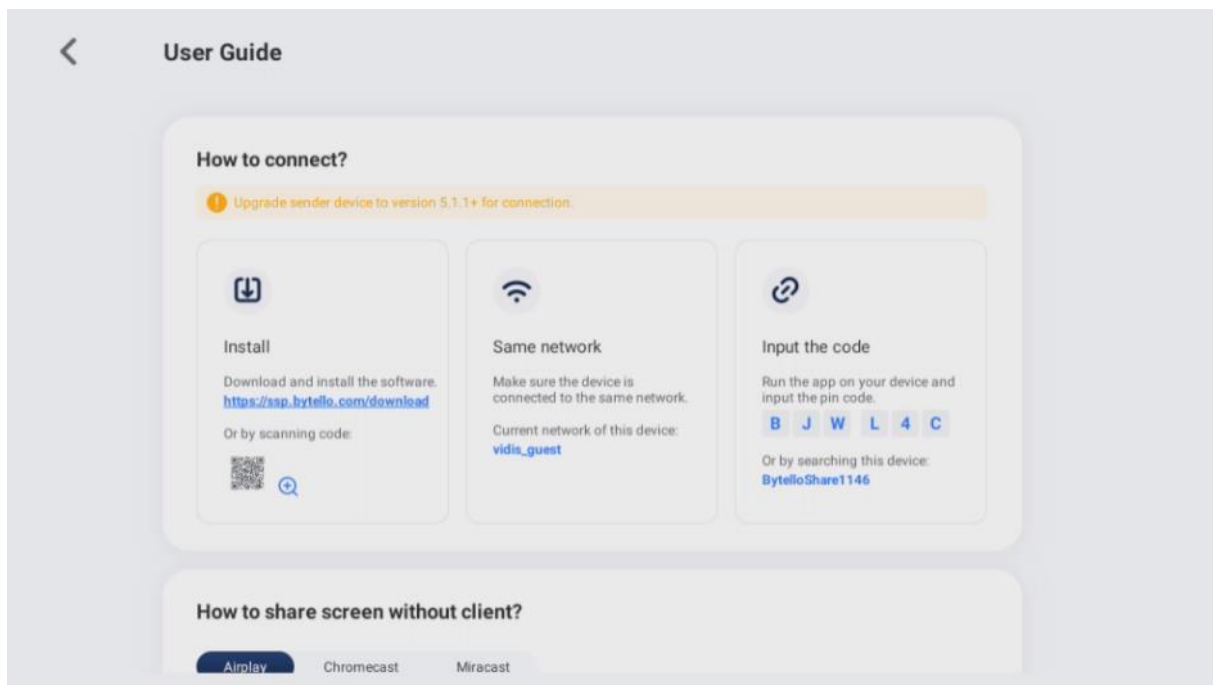 User Guide
How to connect?
Upgrade sender device to version 5.1.1+ for connection.
Install
Download and install the software.
https://ssp.bytello.com/download
Or by scanning code:
Same network
Make sure the device is
connected to the same network.
Current network of this device:
vidis_guest
Input the code
Run the app on your device and
input the pin code.
B J W L 4 C
Or by searching this device:
BytelloShare1146
How to share screen without client?
Airplay Chromecast Miracast